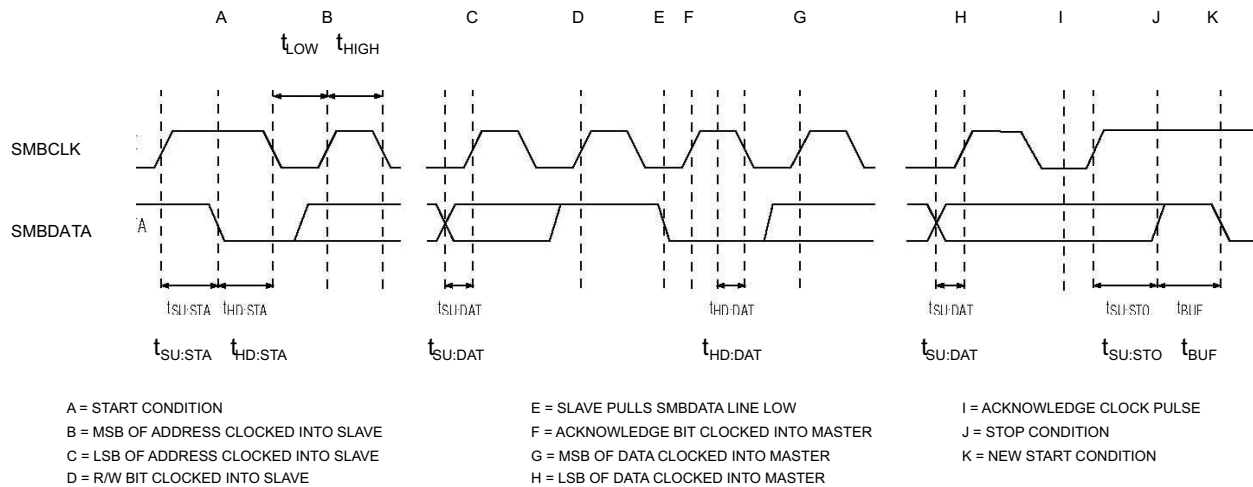 A B C D E F G H I J K
tLOW tHIGH
SMBCLK
SMBDATA
tSU:STA tHD:STA tSU:DAT tHD:DAT tSU:DAT tSU:STO tBUF
tSU:STA tHD:STA tSU:DAT tHD:DAT tSU:DAT tSU:STO tBUF
A = START CONDITION
B = MSB OF ADDRESS CLOCKED INTO SLAVE
C = LSB OF ADDRESS CLOCKED INTO SLAVE
D = R/W BIT CLOCKED INTO SLAVE
E = SLAVE PULLS SMBDATA LINE LOW
F = ACKNOWLEDGE BIT CLOCKED INTO MASTER
G = MSB OF DATA CLOCKED INTO MASTER
H = LSB OF DATA CLOCKED INTO MASTER
I = ACKNOWLEDGE CLOCK PULSE
J = STOP CONDITION
K = NEW START CONDITION